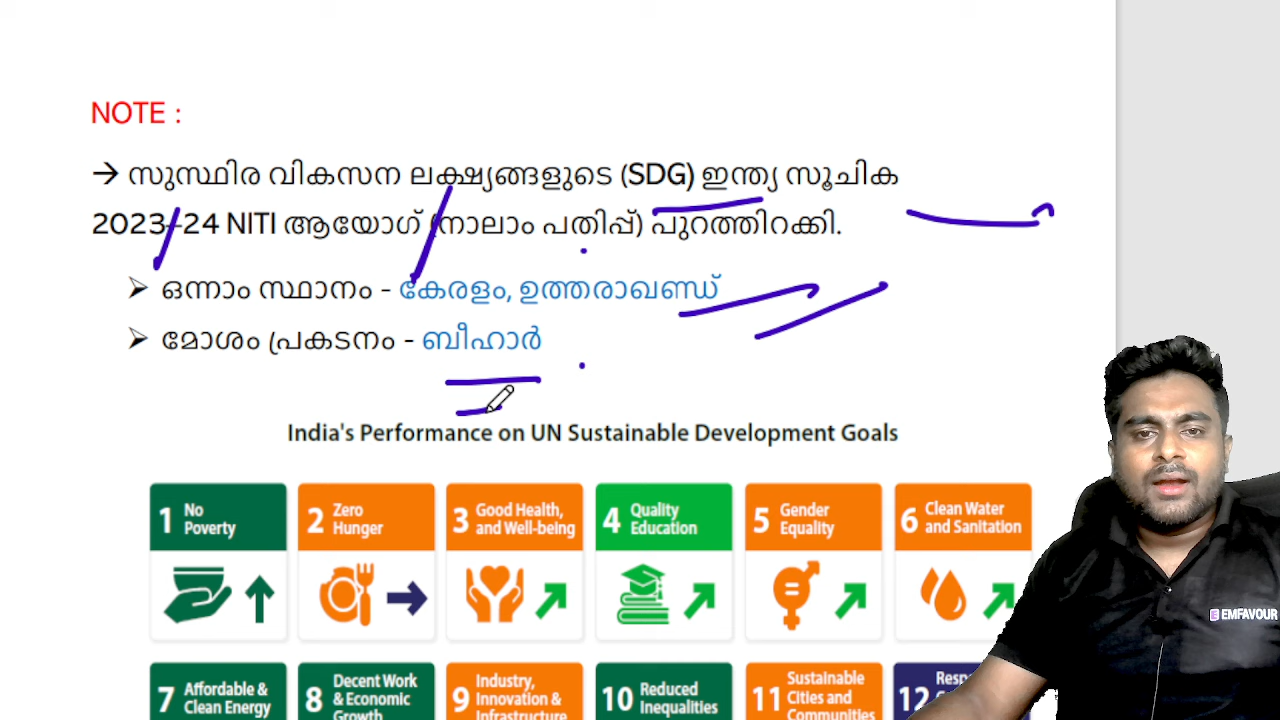 NOTE :
→ സുസ്ഥിര വികസന ലക്ഷ്യങ്ങളുടെ (SDG) ഇന്ത്യ സൂചിക
2023-24 NITI ആയോഗ് (നാലാം പതിപ്പ്) പുറത്തിറക്കി.
➢ ഒന്നാം സ്ഥാനം - കേരളം, ഉത്തരാഖണ്ഡ്
➢ മോശം പ്രകടനം - ബീഹാർ
India's Performance on UN Sustainable Development Goals
1 No
Poverty
2 Zero
Hunger
3 Good Health,
and Well-being
4 Quality
Education
5 Gender
Equality
6 Clean Water
and Sanitation
EMFAVOUR
7 Affordable &
Clean Energy
8 Decent Work
& Economic
Growth
9 Industry,
Innovation &
Infrastructure
10 Reduced
Inequalities
11 Sustainable
Cities and
Communities
12